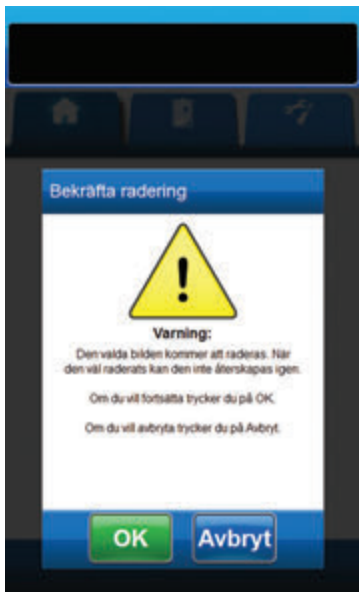 Bekräfta radering
Varning:
Den valda bilden kommer att raderas. När
den väl raderats kan den inte återskapas igen.
Om du vill fortsätta trycker du på OK.
Om du vill avbryta trycker du på Avbryt.
OK
Avbryt